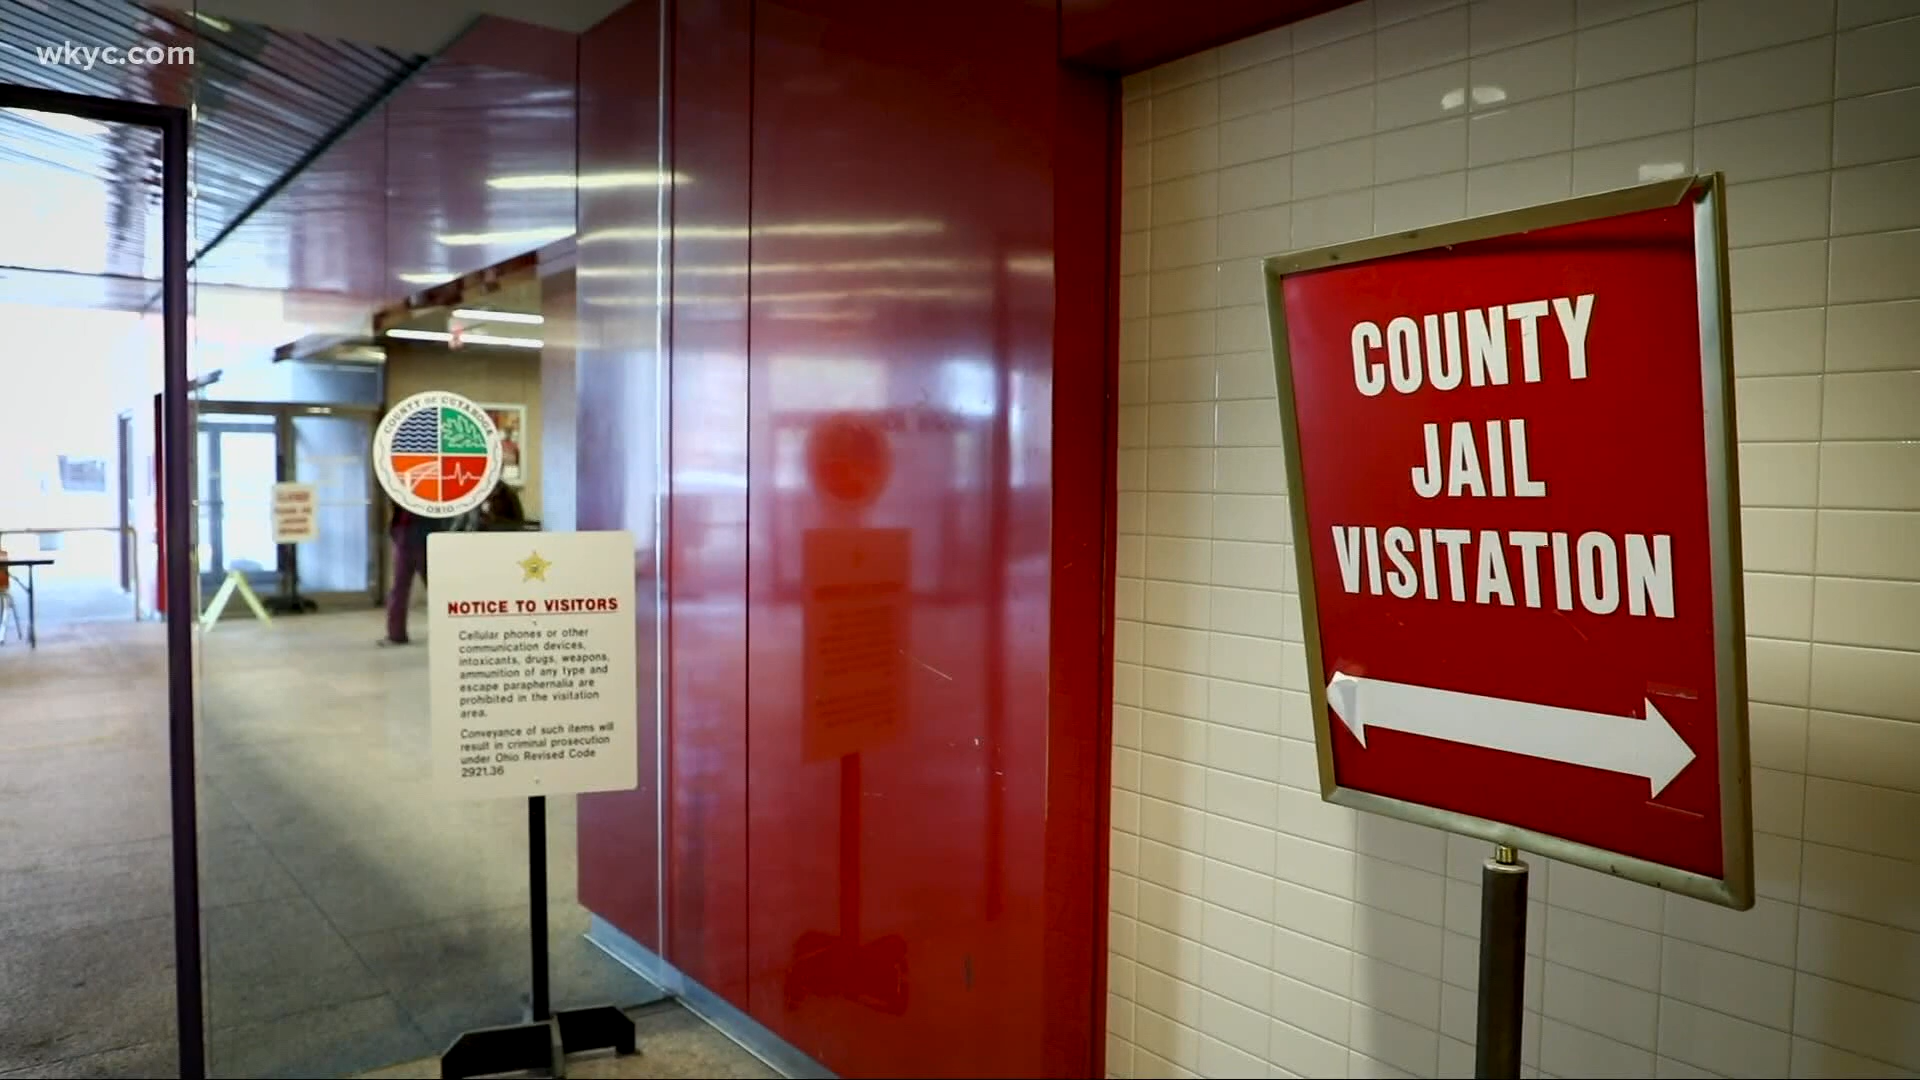 wkyc.com
COUNTY OF CUYAHOGA
OHIO
NOTICE TO VISITORS
Cellular phones or other
communication devices,
intoxicants, drugs, weapons,
ammunition of any type and
escape paraphernalia are
prohibited in the visitation
area.
Conveyance of such items will
result in criminal prosecution
under Ohio Revised Code
2921.36
COUNTY
JAIL
VISITATION